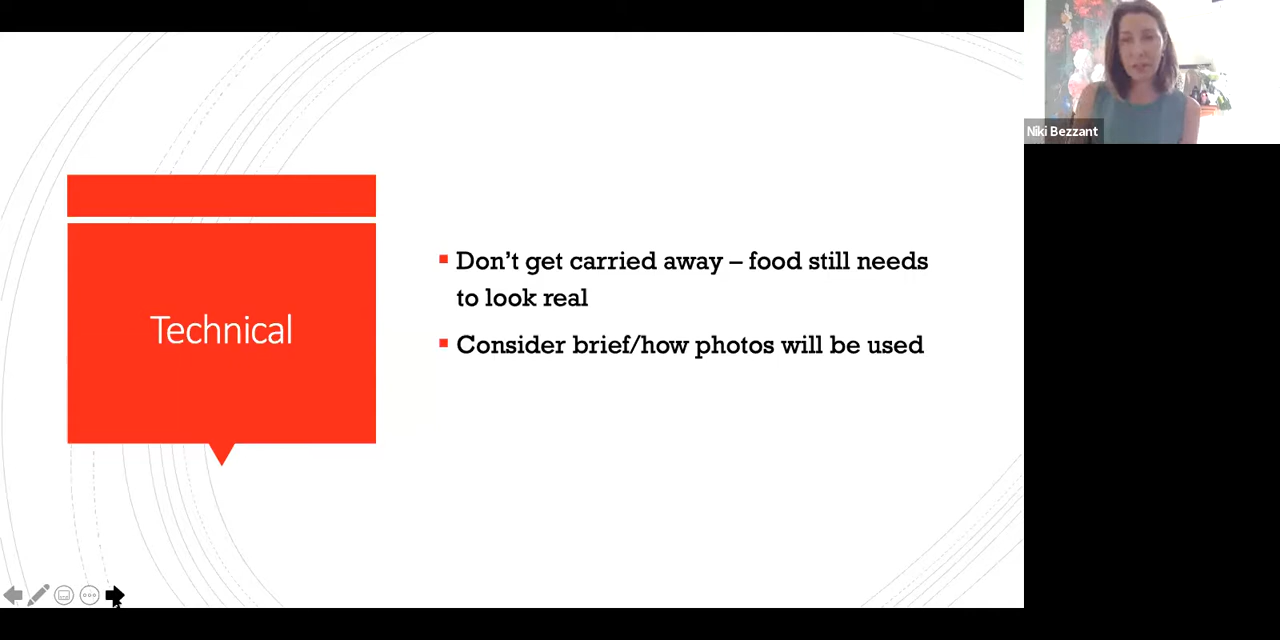 Technical
Don’t get carried away – food still needs
to look real
Consider brief/how photos will be used
Niki Bezzant